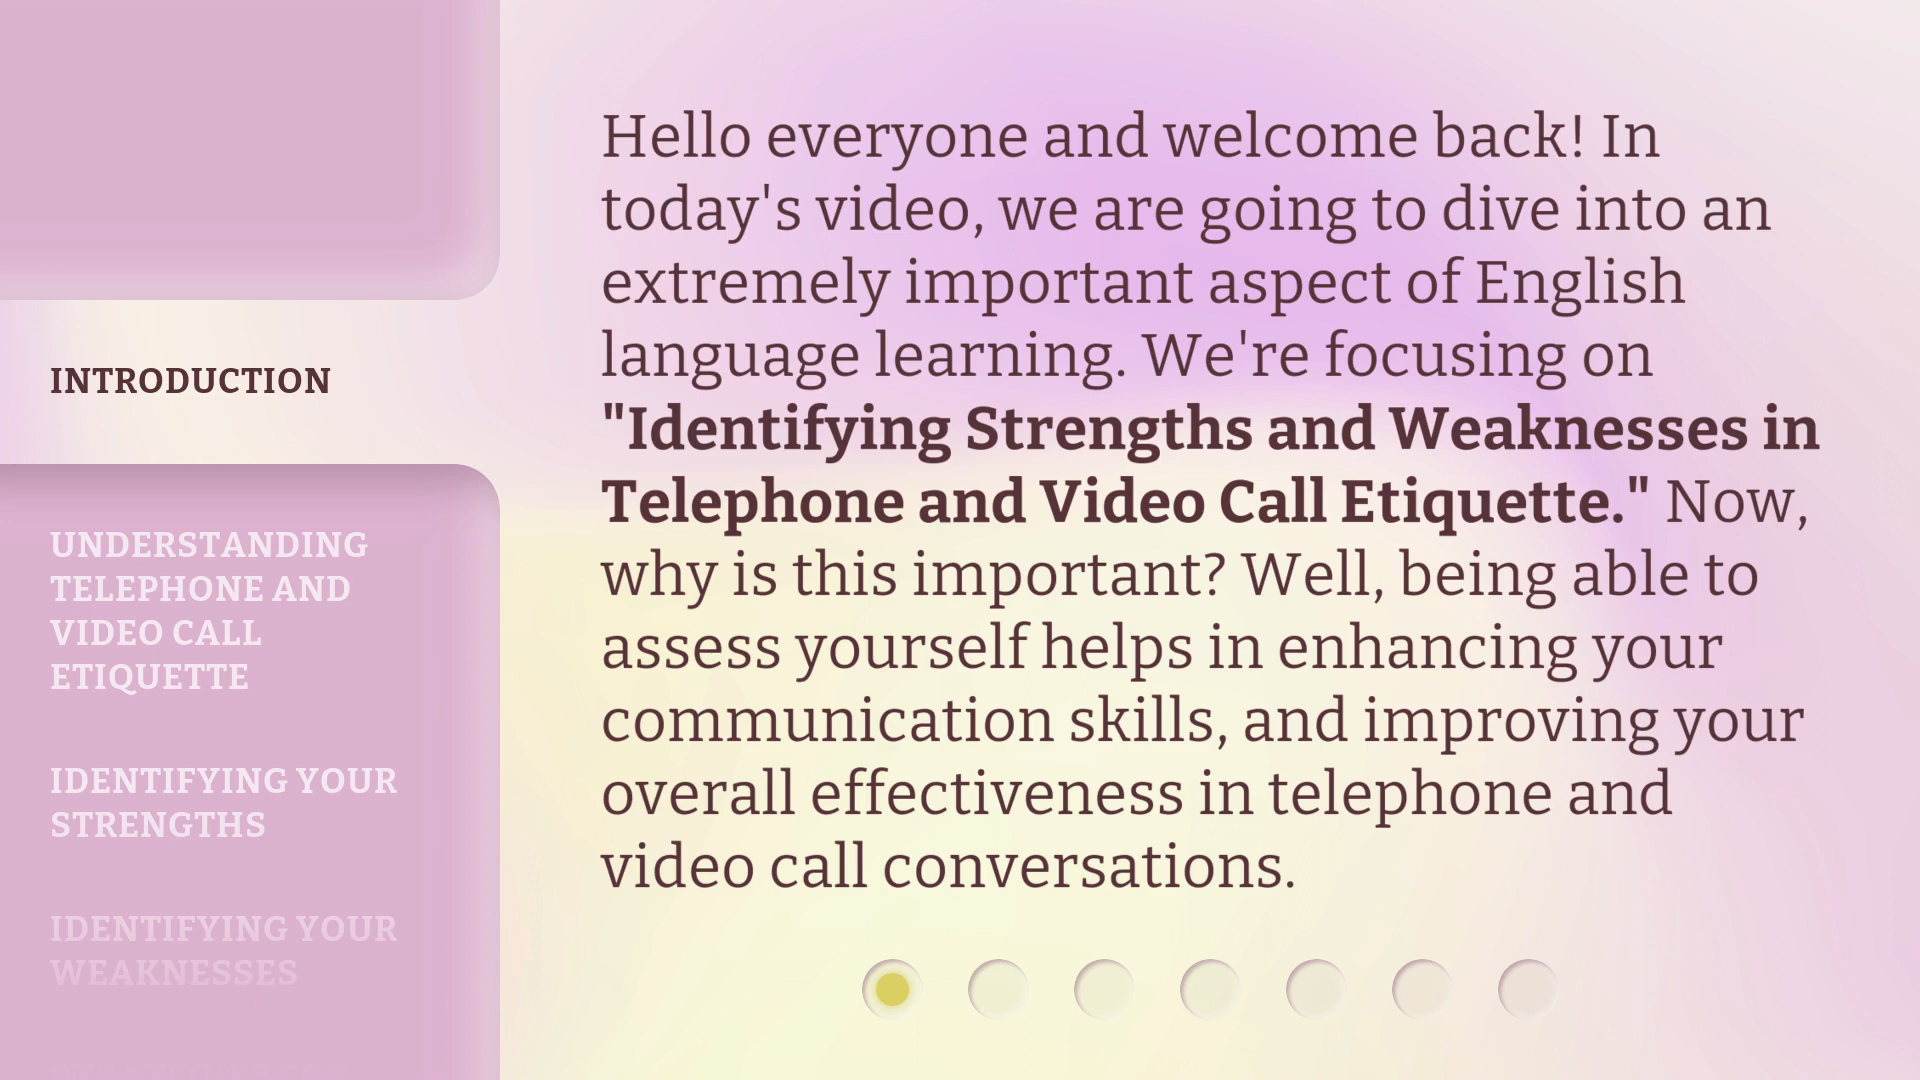 INTRODUCTION
UNDERSTANDING
TELEPHONE AND
VIDEO CALL
ETIQUETTE
IDENTIFYING YOUR
STRENGTHS
IDENTIFYING YOUR
WEAKNESSES
Hello everyone and welcome back! In
today's video, we are going to dive into an
extremely important aspect of English
language learning. We're focusing on
"Identifying Strengths and Weaknesses in
Telephone and Video Call Etiquette." Now,
why is this important? Well, being able to
assess yourself helps in enhancing your
communication skills, and improving your
overall effectiveness in telephone and
video call conversations.